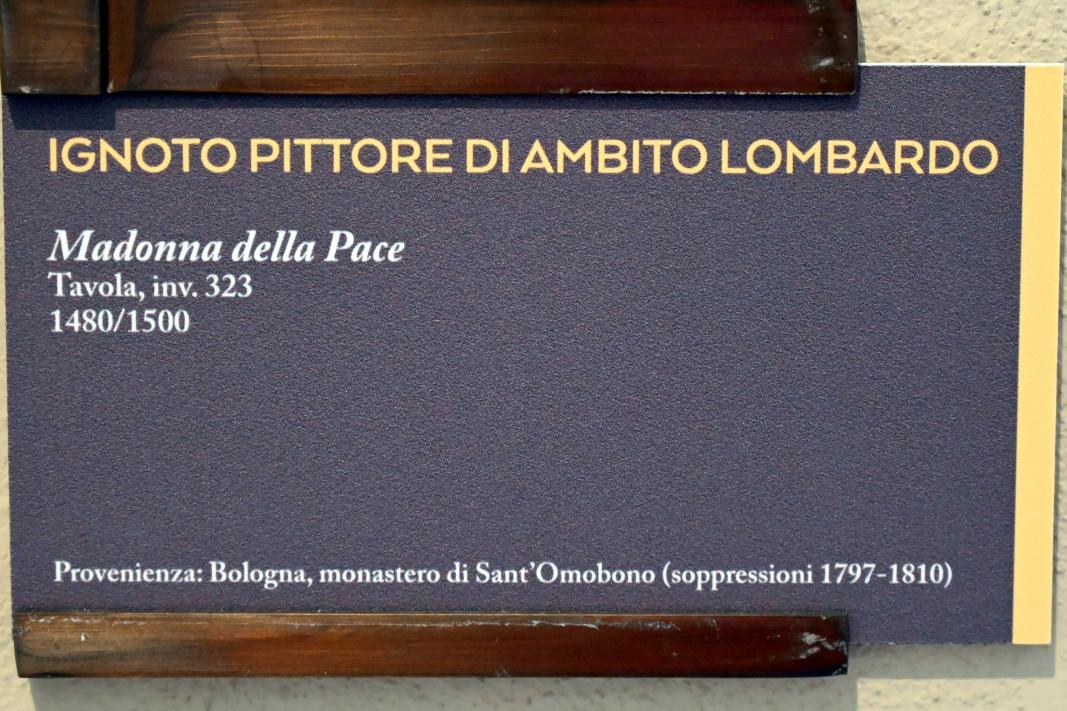 IGNOTO PITTORE DI AMBITO LOMBARDO
Madonna della Pace
Tavola, inv. 323
1480/1500
Provenienza: Bologna, monastero di Sant’Omobono (soppressioni 1797-1810)